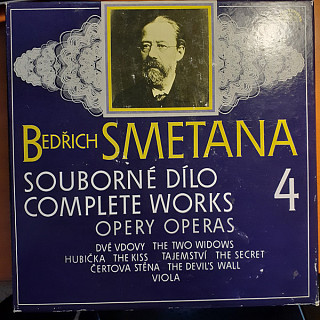 BEDŘICH SMETANA
SOUBORNÉ DÍLO
COMPLETE WORKS 4
OPERY OPERAS
DVĚ VDOVY THE TWO WIDOWS
HUBIČKA THE KISS TAJEMSTVÍ THE SECRET
ČERTOVA STĚNA THE DEVIL'S WALL
VIOLA